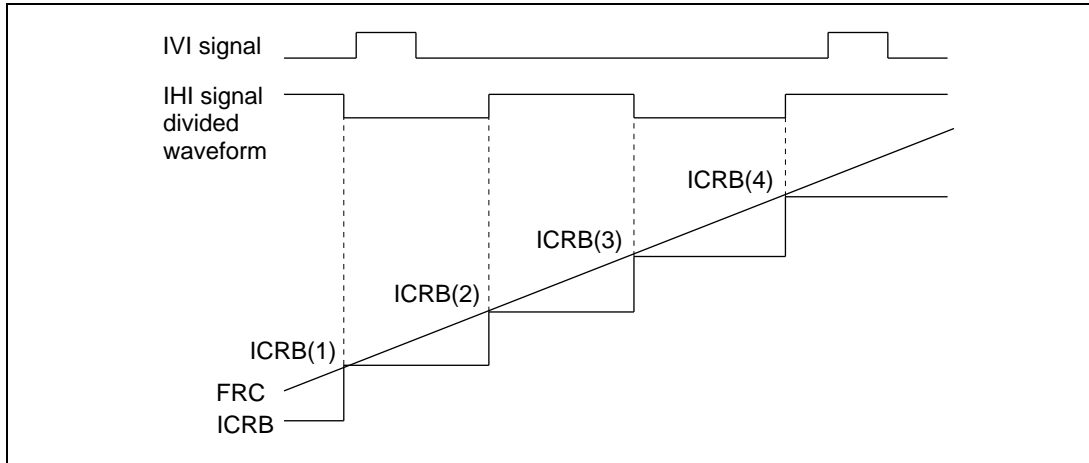 IVI signal
IHI signal
divided
waveform
ICRB(4)
ICRB(3)
ICRB(2)
ICRB(1)
FRC
ICRB